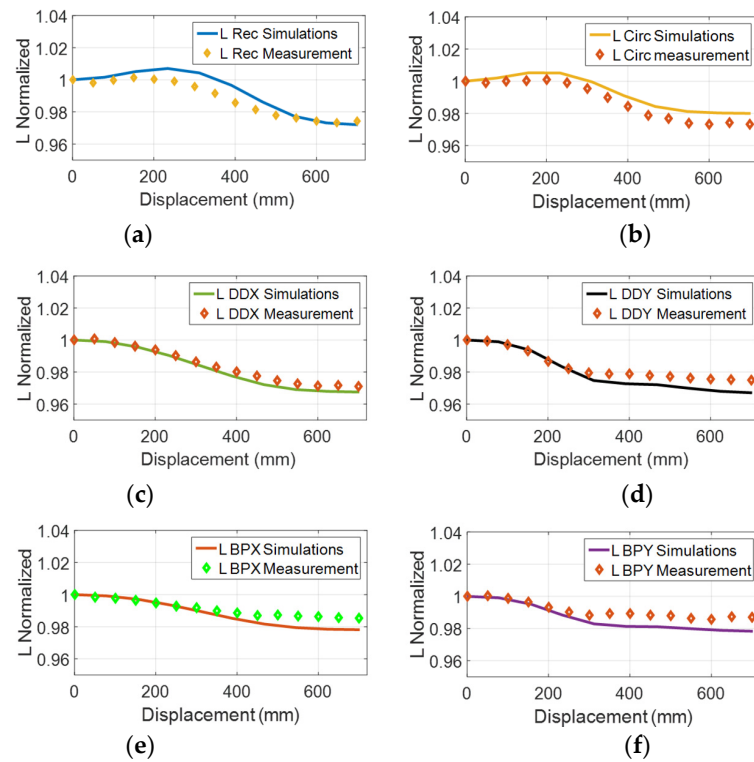 1.04
1.02
1
0.98
0.96
L Normalized
L Rec Simulations
L Rec Measurement
0 200 400 600
Displacement (mm)
(a)
1.04
1.02
1
0.98
0.96
L Normalized
L Circ Simulations
L Circ measurement
0 200 400 600
Displacement (mm)
(b)
1.04
1.02
1
0.98
0.96
L Normalized
L DDX Simulations
L DDX Measurement
0 200 400 600
Displacement (mm)
(c)
1.04
1.02
1
0.98
0.96
L Normalized
L DDY Simulations
L DDY Measurement
0 200 400 600
Displacement (mm)
(d)
1.04
1.02
1
0.98
0.96
L Normalized
L BPX Simulations
L BPX Measurement
0 200 400 600
Displacement (mm)
(e)
1.04
1.02
1
0.98
0.96
L Normalized
L BPY Simulations
L BPY Measurement
0 200 400 600
Displacement (mm)
(f)